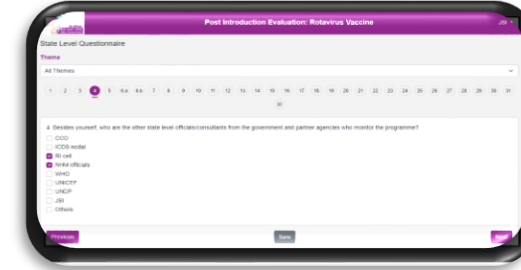 Post Introduction Evaluation: Rotavirus Vaccine
JSI
State Level Questionnaire
Theme
All Themes
1 2 3 4 5 6.a 6.b 7 8 9 10 11 12 13 14 15 16 17 18 19 20 21 22 23 24 25 26 27 28 29 30 31
32
4. Besides yourself, who are the other state level officials/consultants from the government and partner agencies who monitor the programme?
CCO
ICDS nodal
RI cell
NHM officials
WHO
UNICEF
UNDP
JSI
Others
Previous
Save
Next